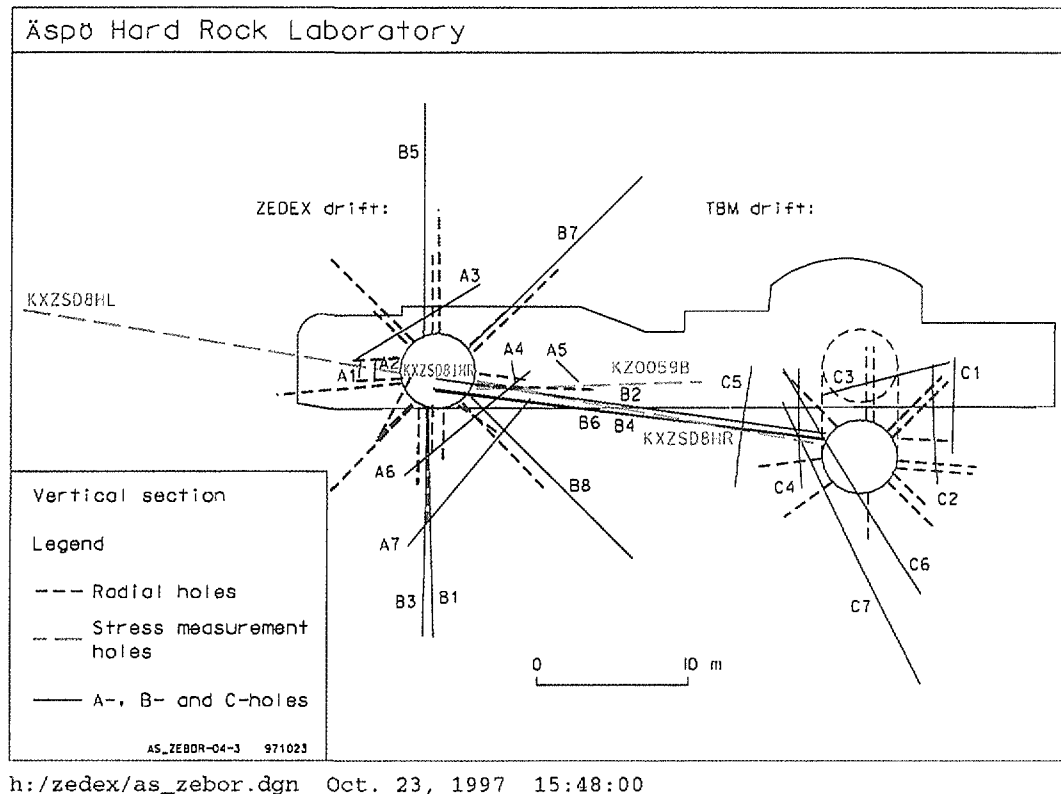 Äspö Hard Rock Laboratory
B5
ZEDEX drift:
TBM drift:
B7
A3
KXZSD8HL
A1
A2
KXZSD81HR
A4
A5
KZ0059B
C5
C3
C1
B2
B6
B4
KXZSD8HR
A6
B8
C4
C2
A7
C6
B3
B1
C7
Vertical section
Legend
Radial holes
Stress measurement
holes
A-, B- and C-holes
0
10 m
AS_ZEBOR-04-3 971023
h:/zedex/as_zebor.dgn Oct. 23, 1997 15:48:00